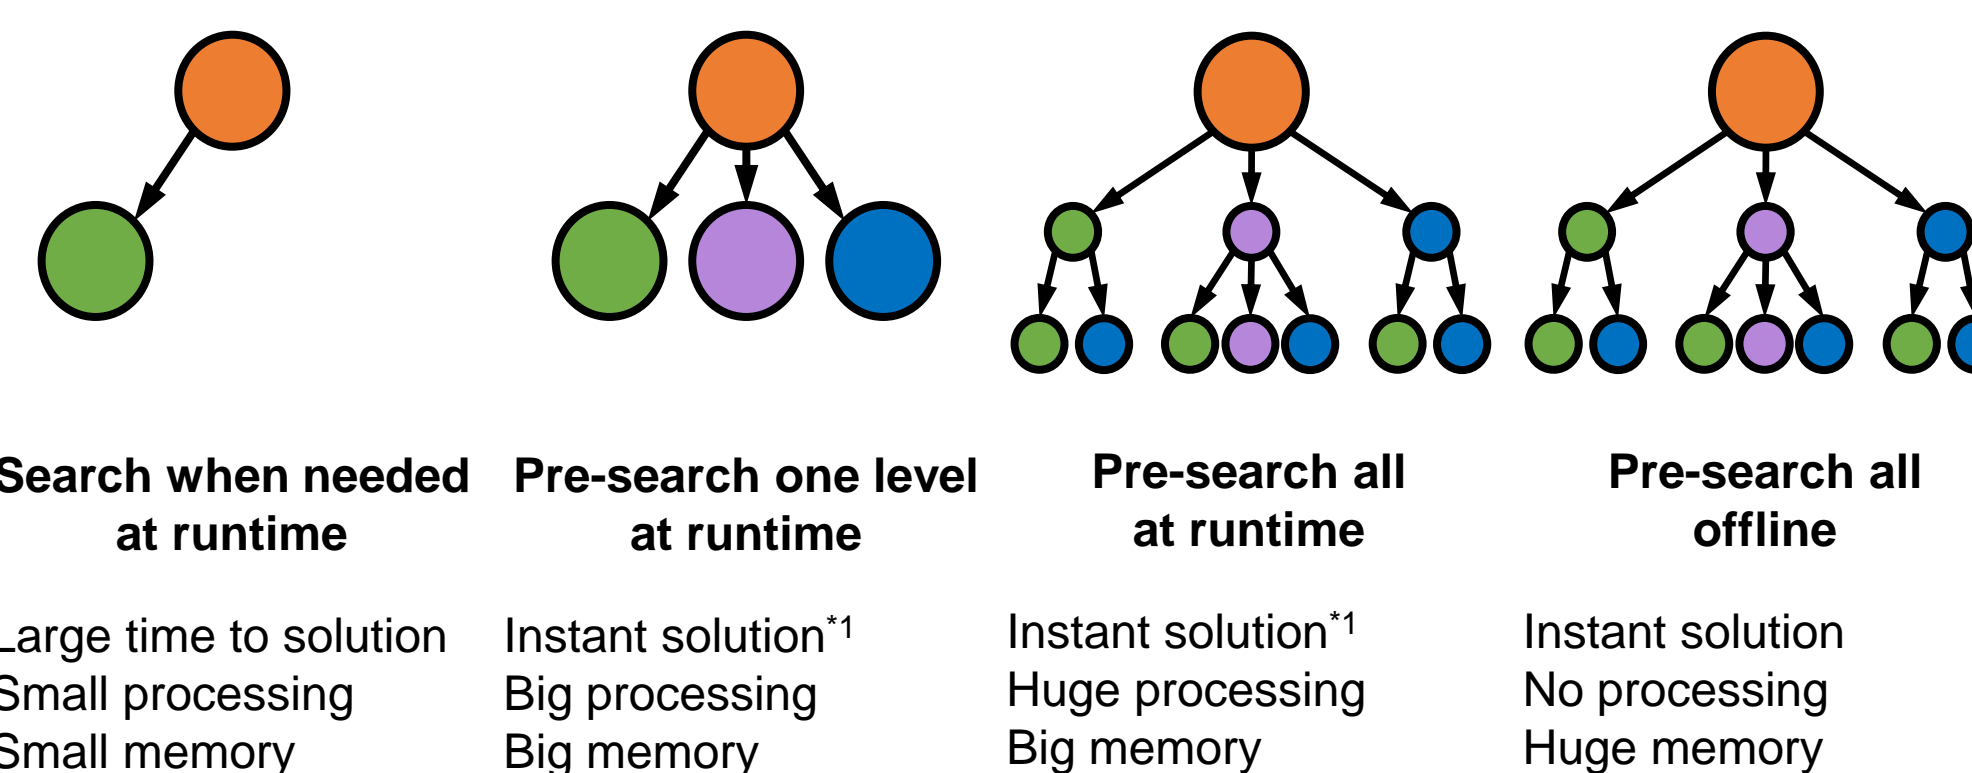 Search when needed
at runtime
Large time to solution
Small processing
Small memory
Pre-search one level
at runtime
Instant solution*1
Big processing
Big memory
Pre-search all
at runtime
Instant solution*1
Huge processing
Big memory
Pre-search all
offline
Instant solution
No processing
Huge memory